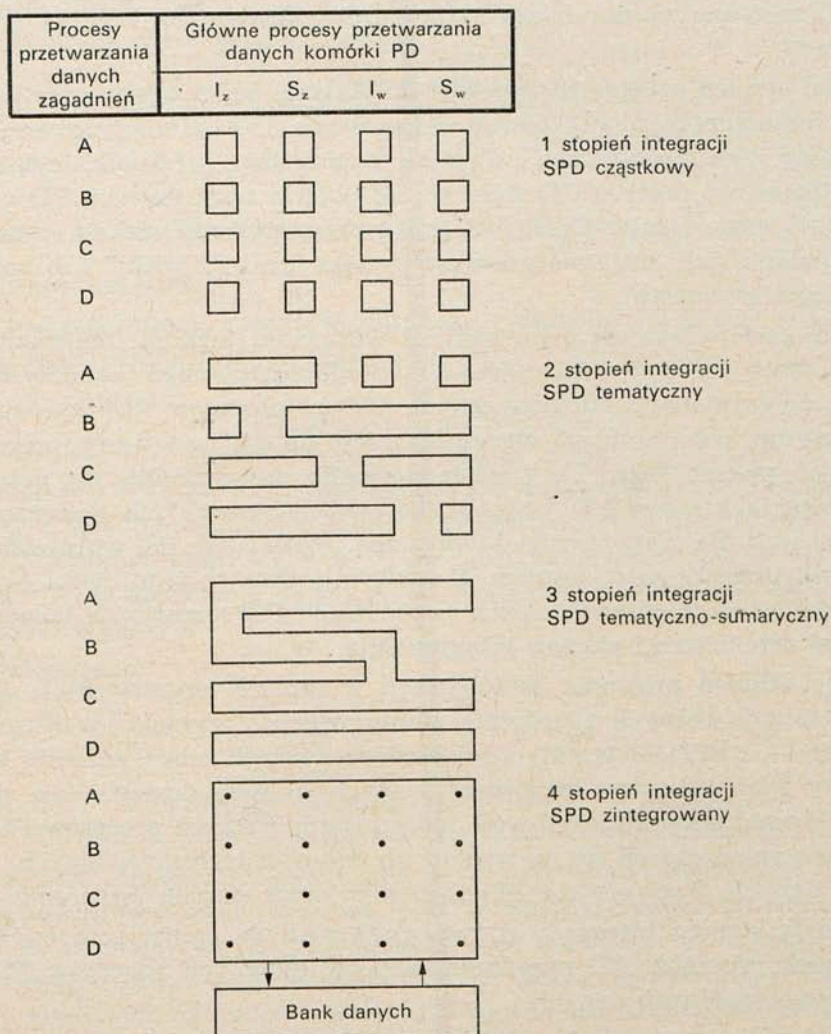 Procesy
przetwarzania
danych
zagadnień
Główne procesy przetwarzania
danych komórki PD
I_z S_z I_w S_w
A
1 stopień integracji
SPD cząstkowy
B
C
D
A
2 stopień integracji
SPD tematyczny
B
C
D
A
3 stopień integracji
SPD tematyczno-sumaryczny
B
C
D
A
4 stopień integracji
SPD zintegrowany
B
C
D
Bank danych